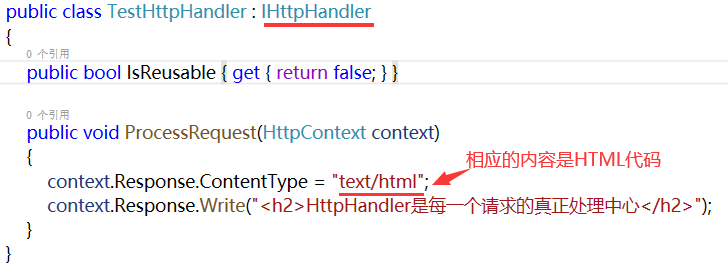 public class TestHttpHandler : IHttpHandler
{
0 个引用
public bool IsReusable { get { return false; } }
0 个引用
public void ProcessRequest(HttpContext context)
{
相应的内容是HTML代码
context.Response.ContentType = "text/html";
context.Response.Write("<h2>HttpHandler是每一个请求的真正处理中心</h2>");
}
}